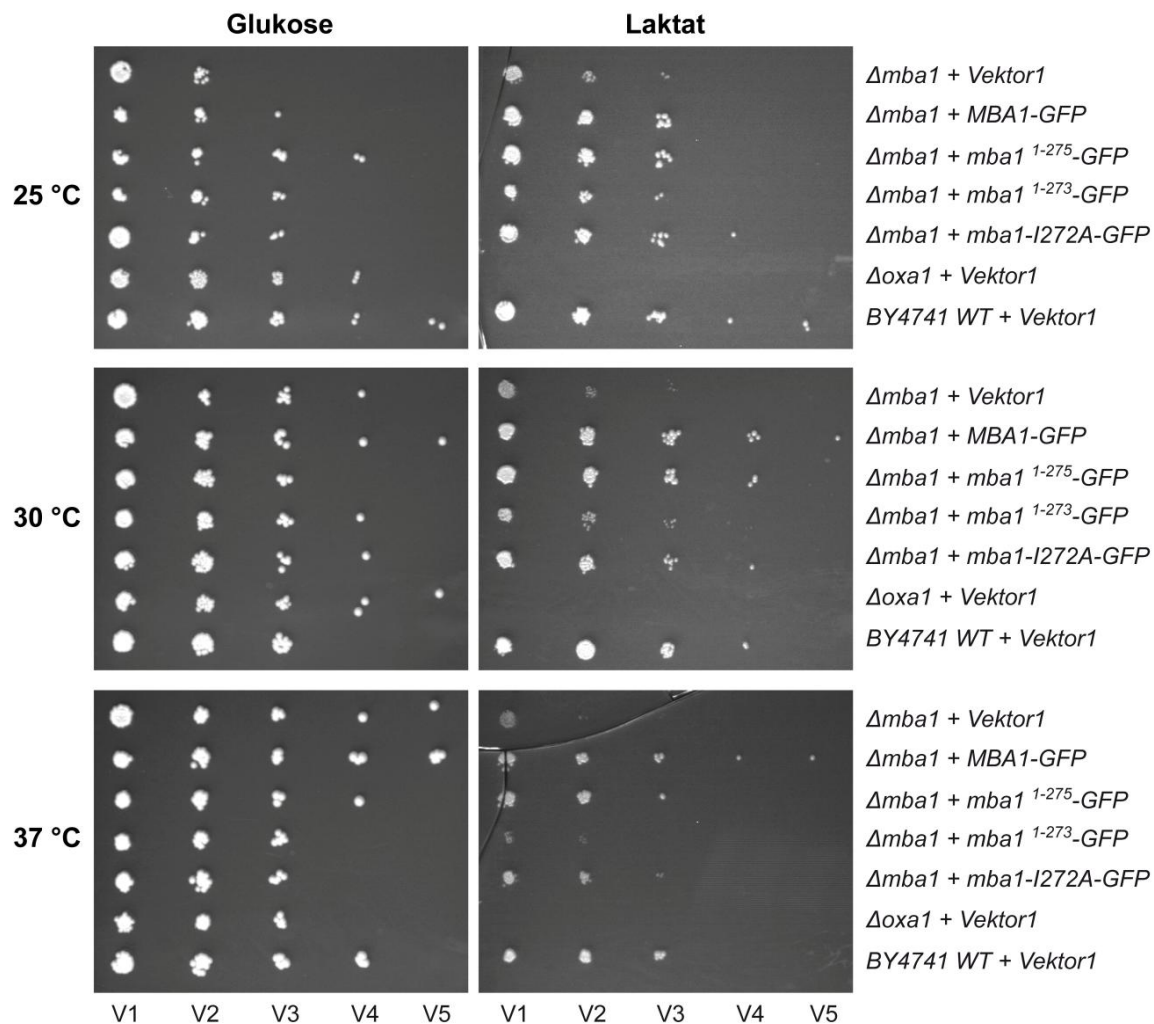 Glukose Laktat
25 °C
Δmba1 + Vektor1
Δmba1 + MBA1-GFP
Δmba1 + mba1 1-275-GFP
Δmba1 + mba1 1-273-GFP
Δmba1 + mba1-I272A-GFP
Δoxa1 + Vektor1
BY4741 WT + Vektor1
30 °C
Δmba1 + Vektor1
Δmba1 + MBA1-GFP
Δmba1 + mba1 1-275-GFP
Δmba1 + mba1 1-273-GFP
Δmba1 + mba1-I272A-GFP
Δoxa1 + Vektor1
BY4741 WT + Vektor1
37 °C
Δmba1 + Vektor1
Δmba1 + MBA1-GFP
Δmba1 + mba1 1-275-GFP
Δmba1 + mba1 1-273-GFP
Δmba1 + mba1-I272A-GFP
Δoxa1 + Vektor1
BY4741 WT + Vektor1
V1 V2 V3 V4 V5 V1 V2 V3 V4 V5